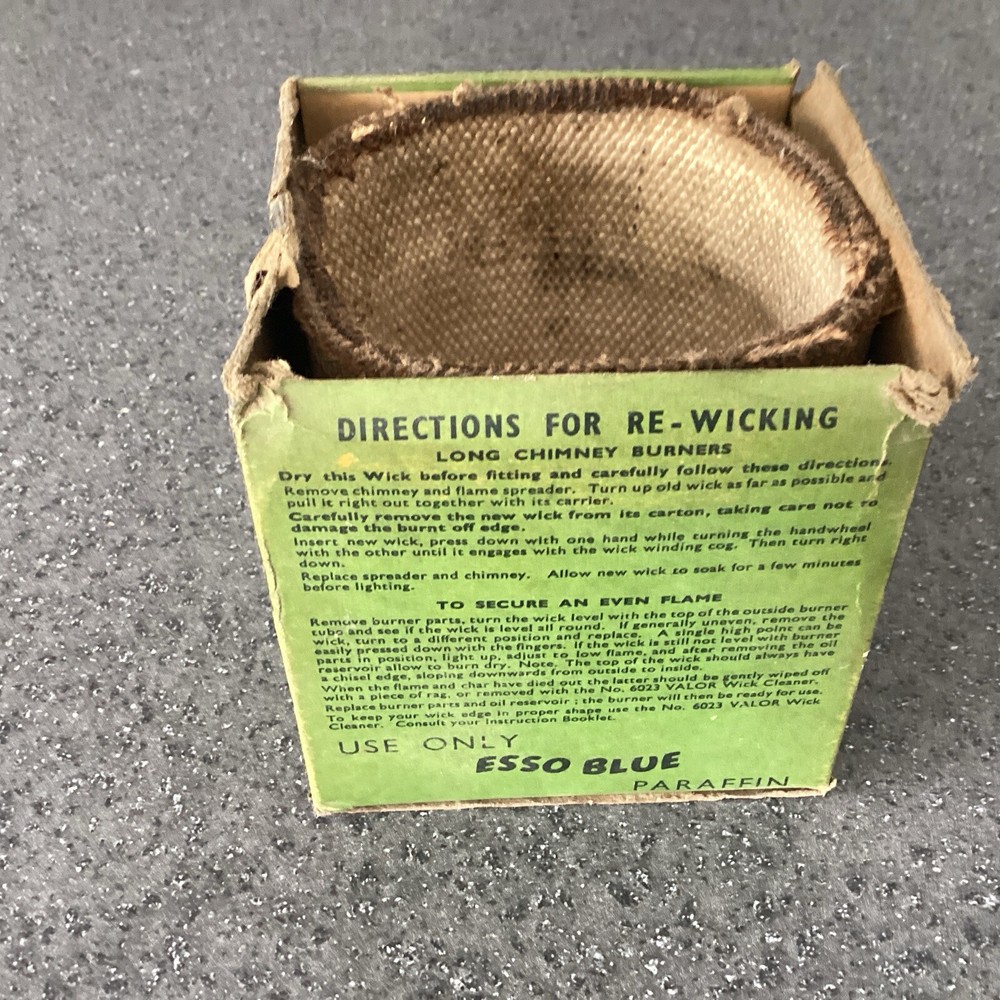 DIRECTIONS FOR RE-WICKING
LONG CHIMNEY BURNERS
Dry this Wick before fitting and carefully follow these directions.
Remove chimney and flame spreader. Turn up old wick as far as possible and
pull it right out together with its carrier.
Carefully remove the new wick from its carton, taking care not to
damage the burnt off edge.
Insert new wick, press down with one hand while turning the handwheel
with the other until it engages with the wick winding cog. Then turn right
down.
Replace spreader and chimney. Allow new wick to soak for a few minutes
before lighting.
TO SECURE AN EVEN FLAME
Remove burner parts, turn the wick level with the top of the outside burner
tube and see if the wick is level all round. If generally uneven, remove the
wick, turn to a different position and replace. A single high point can be
easily pressed down with the fingers. If the wick is still not level with burner
parts in position, light up, adjust to low flame, and after removing the oil
reservoir allow to burn dry. Note. The top of the wick should always have
a chisel edge, sloping downwards from outside to inside.
When the flame and char have died out the latter should be gently wiped off
with a piece of rag, or removed with the No. 6023 VALOR Wick Cleaner.
Replace burner parts and oil reservoir; the burner will then be ready for use.
To keep your wick edge in proper shape use the No. 6023 VALOR Wick
Cleaner. Consult your Instruction Booklet.
USE ONLY
ESSO BLUE
PARAFFIN